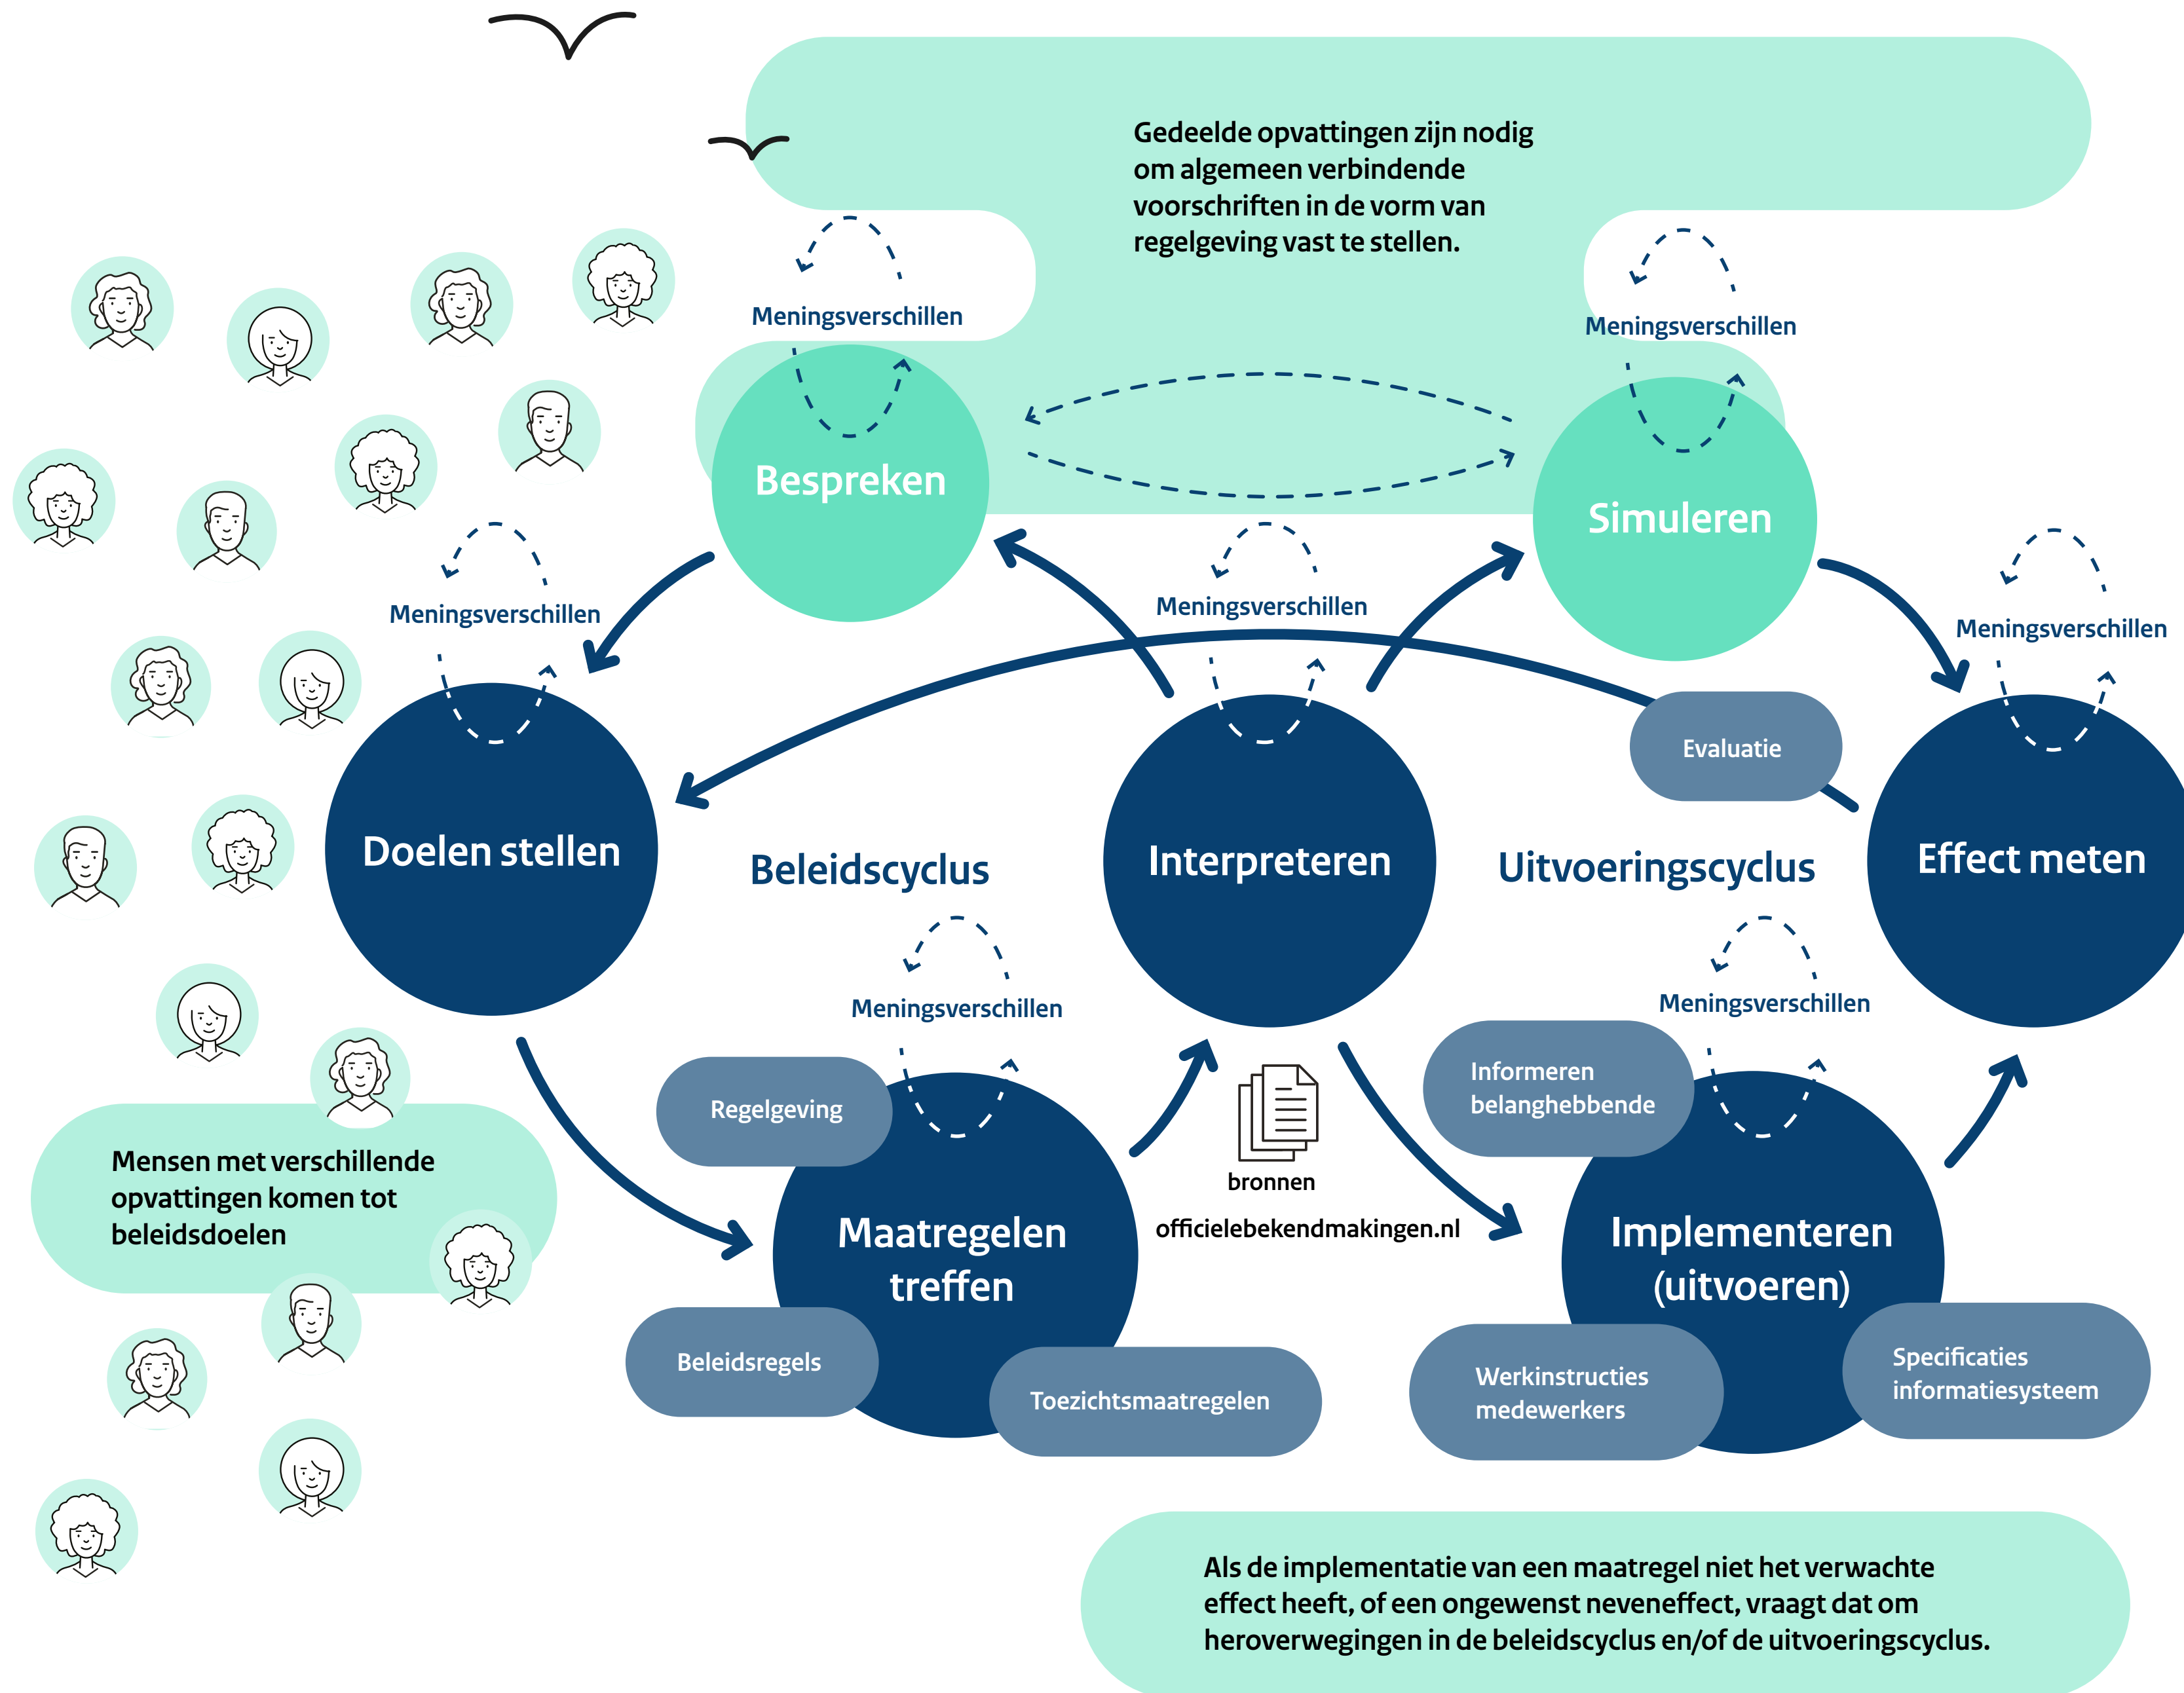 Gedeelde opvattingen zijn nodig
om algemeen verbindende
voorschriften in de vorm van
regelgeving vast te stellen.
Meningsverschillen
Meningsverschillen
Bespreken
Simuleren
Meningsverschillen
Meningsverschillen
Meningsverschillen
Evaluatie
Doelen stellen
Beleidscyclus
Interpreteren
Uitvoeringscyclus
Effect meten
Meningsverschillen
Meningsverschillen
Regelgeving
Informeren
belanghebbende
Mensen met verschillende
opvattingen komen tot
beleidsdoelen
bronnen
officielebekendmakingen.nl
Maatregelen
treffen
Implementeren
(uitvoeren)
Beleidsregels
Toezichtsmaatregelen
Werkinstructies
medewerkers
Specificaties
informatiesysteem
Als de implementatie van een maatregel niet het verwachte
effect heeft, of een ongewenst neveneffect, vraagt dat om
heroverwegingen in de beleidscyclus en/of de uitvoeringscyclus.